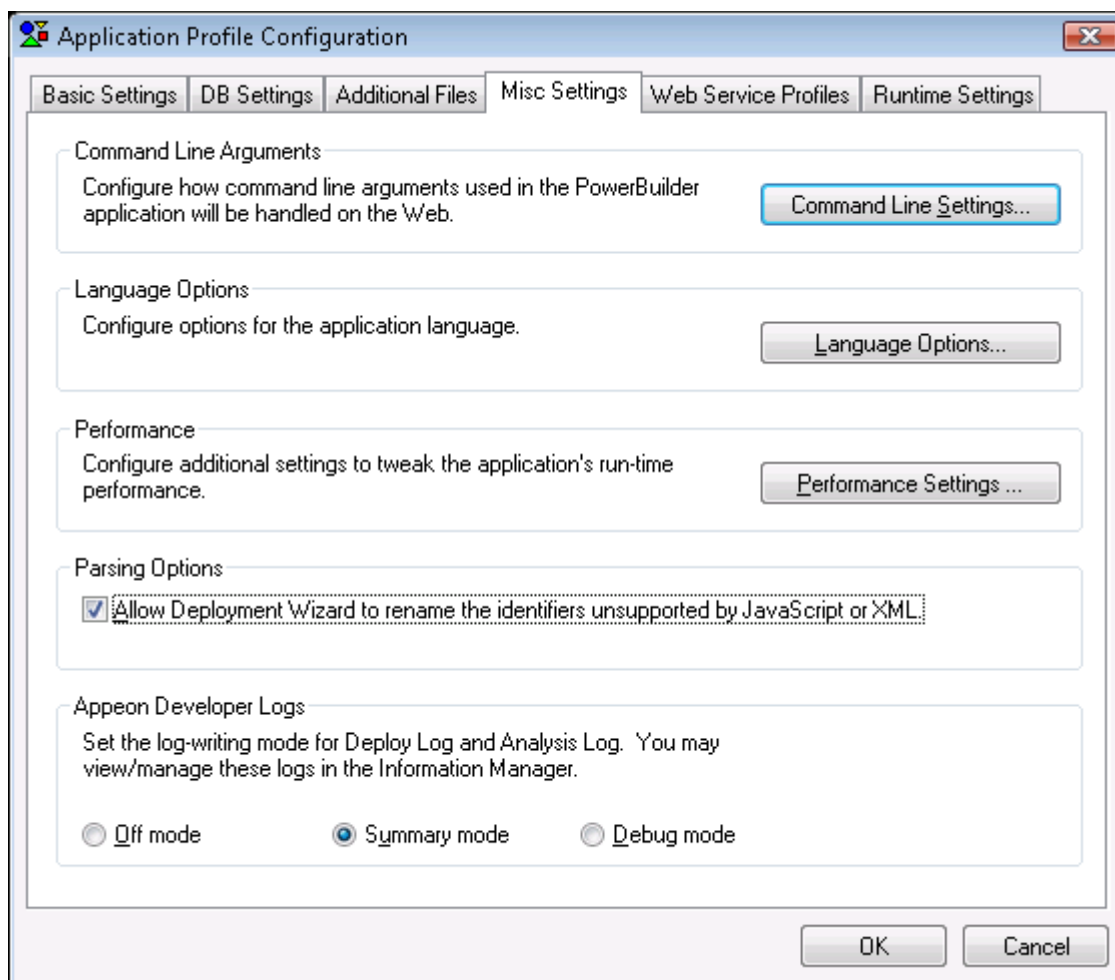 Application Profile Configuration
Basic Settings DB Settings Additional Files Misc Settings Web Service Profiles Runtime Settings
Command Line Arguments
Configure how command line arguments used in the PowerBuilder
application will be handled on the Web.
Command Line Settings...
Language Options
Configure options for the application language.
Language Options...
Performance
Configure additional settings to tweak the application's run-time
performance.
Performance Settings ...
Parsing Options
Allow Deployment Wizard to rename the identifiers unsupported by JavaScript or XML.
Appeon Developer Logs
Set the log-writing mode for Deploy Log and Analysis Log. You may
view/manage these logs in the Information Manager.
Off mode Summary mode Debug mode
OK Cancel